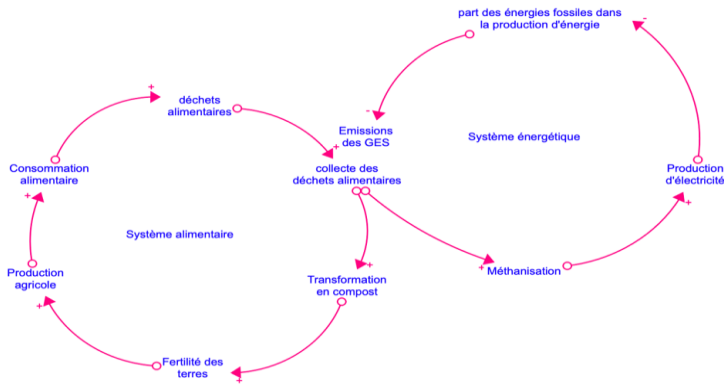 part des énergies fossiles dans
la production d'énergie
-
+
déchets
alimentaires
-
Emissions
des GES
Système énergétique
+
collecte des
déchets alimentaires
Consommation
alimentaire
+
Production
d'électricité
+
Système alimentaire
+
+
Méthanisation
Production
agricole
+
Transformation
en compost
Fertilité des
terres
+